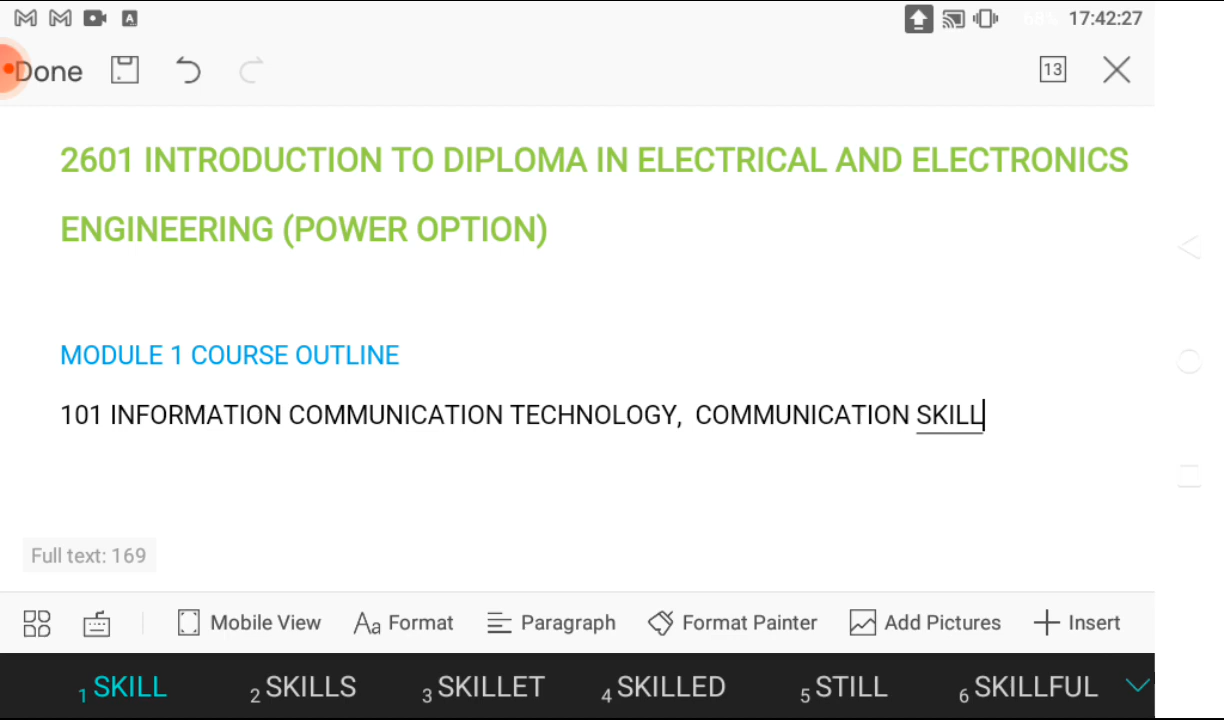 17:42:27
Done
13
2601 INTRODUCTION TO DIPLOMA IN ELECTRICAL AND ELECTRONICS
ENGINEERING (POWER OPTION)
MODULE 1 COURSE OUTLINE
101 INFORMATION COMMUNICATION TECHNOLOGY,  COMMUNICATION SKILL
Full text: 169
Mobile View Aa Format Paragraph Format Painter Add Pictures Insert
1 SKILL 2 SKILLS 3 SKILLET 4 SKILLED 5 STILL 6 SKILLFUL